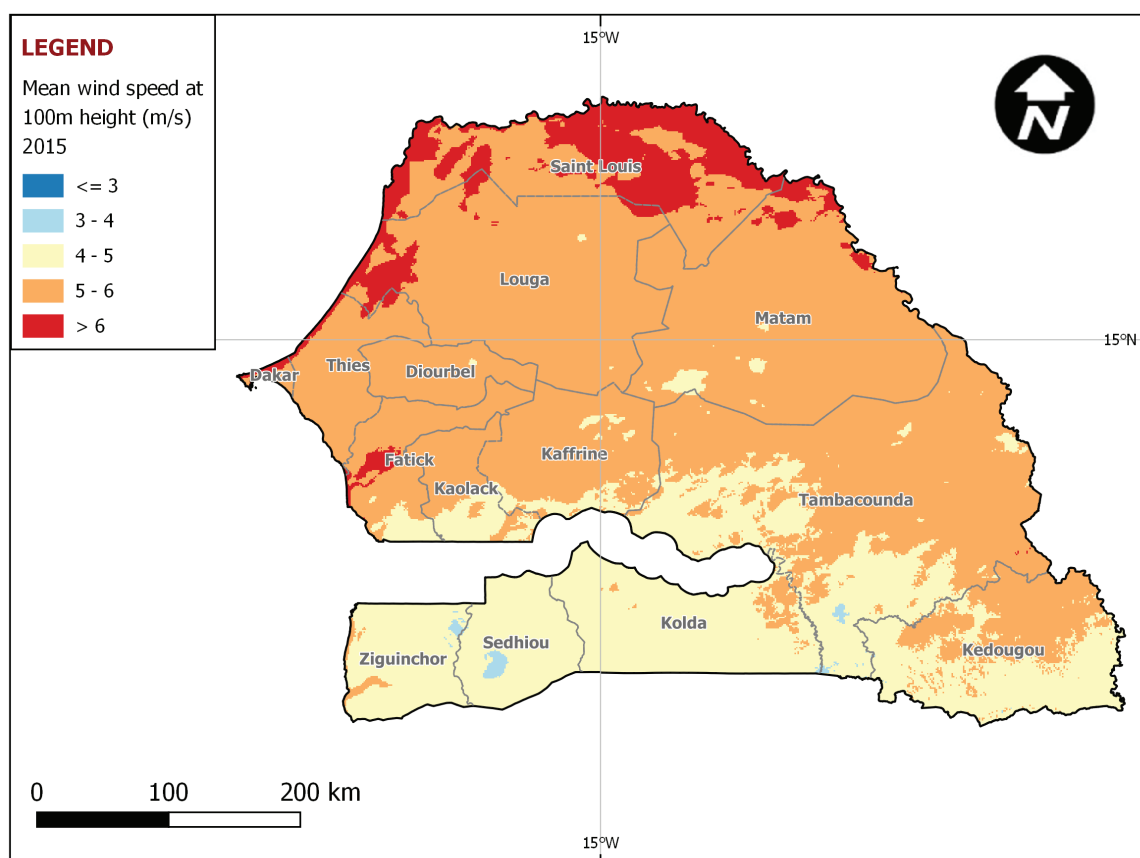 LEGEND
Mean wind speed at
100m height (m/s)
2015
<= 3
3 - 4
4 - 5
5 - 6
> 6
15°W
N
Saint Louis
Louga
Matam
15°N
Thies
Dakar
Diourbel
Fatick
Kaffrine
Kaolack
Tambacounda
Kolda
Sedhiou
Ziguinchor
Kedougou
0 100 200 km
15°W